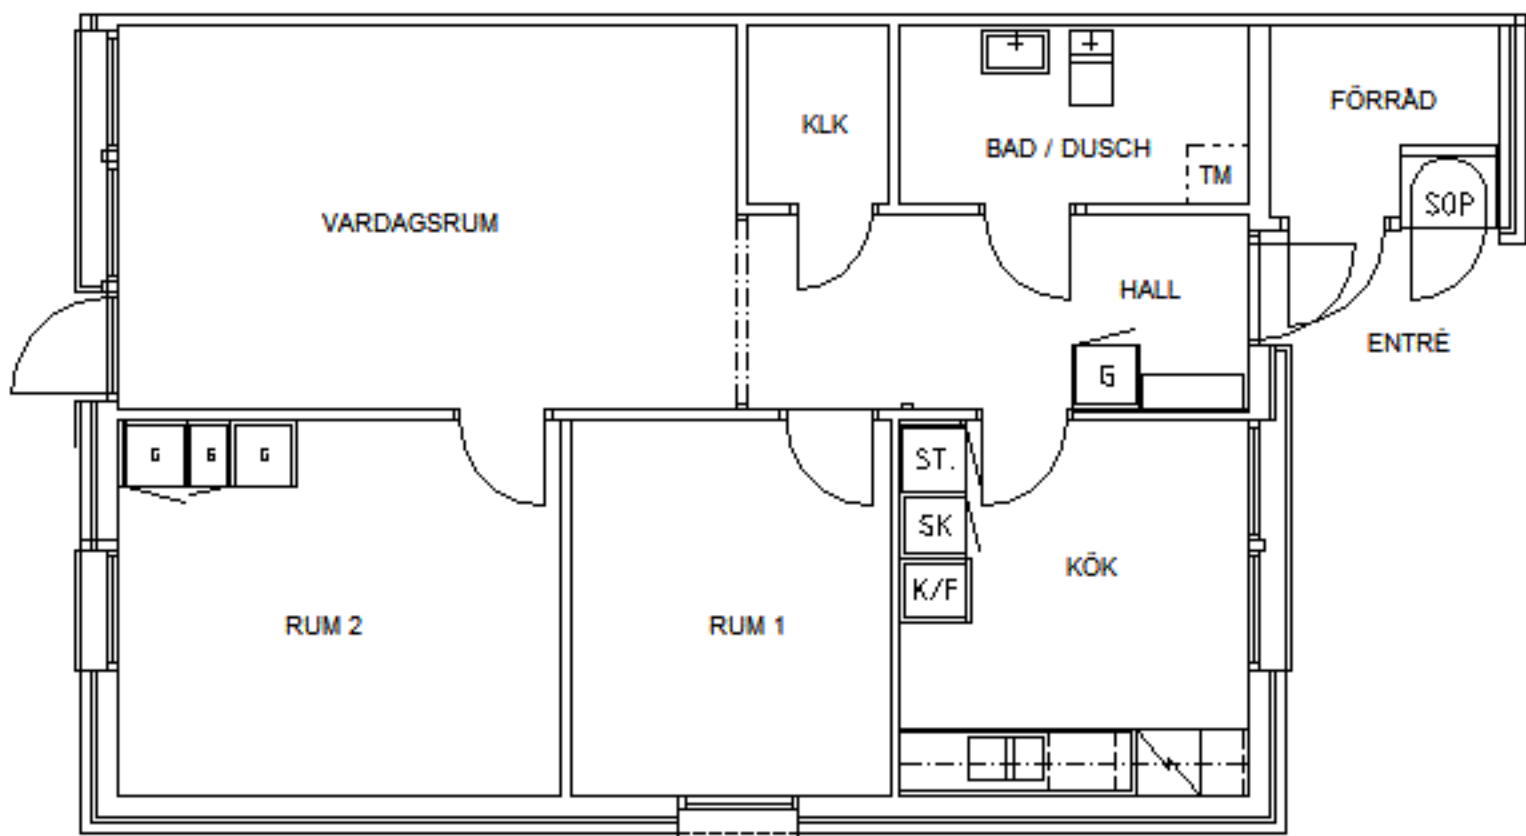 FÖRRÅD
KLK
BAD / DUSCH
TM
SOP
VARDAGSRUM
HALL
ENTRÉ
G
G
G
G
ST.
SK
KÖK
K/F
RUM 2
RUM 1